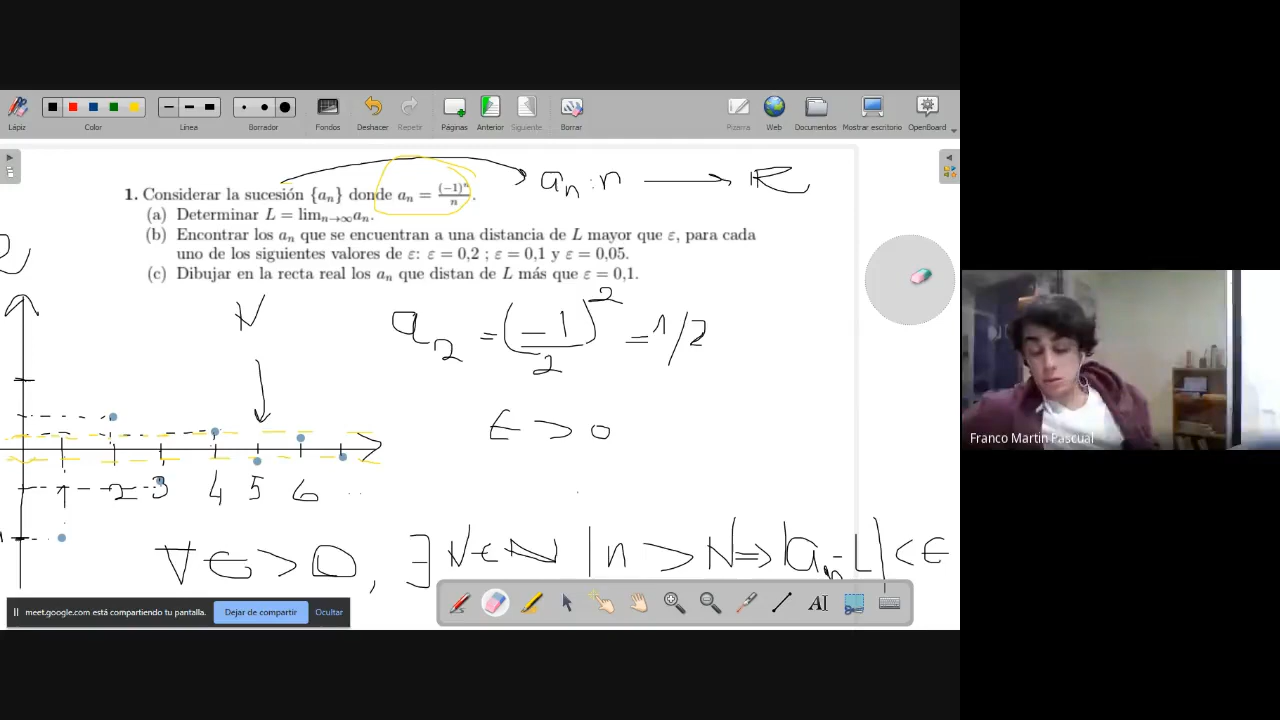 Lápiz Color Línea Borrador Fondos Deshacer Repetir Páginas Anterior Siguiente Borrar Pizarra Web Documentos Mostrar escritorio OpenBoard
aₙ : n ⟶ ℝ
1. Considerar la sucesión {aₙ} donde aₙ = (−1)ⁿ/n.
(a) Determinar L = limₙ→∞ aₙ.
(b) Encontrar los aₙ que se encuentran a una distancia de L mayor que ε, para cada
uno de los siguientes valores de ε: ε = 0,2 ; ε = 0,1 y ε = 0,05.
(c) Dibujar en la recta real los aₙ que distan de L más que ε = 0,1.
N
a₂ = (−1/2)² = 1/2
ε > 0
1 2 3 4 5 6 ...
∀ε > 0, ∃ N ∈ ℕ | n > N ⇒ |aₙ − L| < ε
Franco Martin Pascual
meet.google.com está compartiendo tu pantalla. Dejar de compartir Ocultar
AI